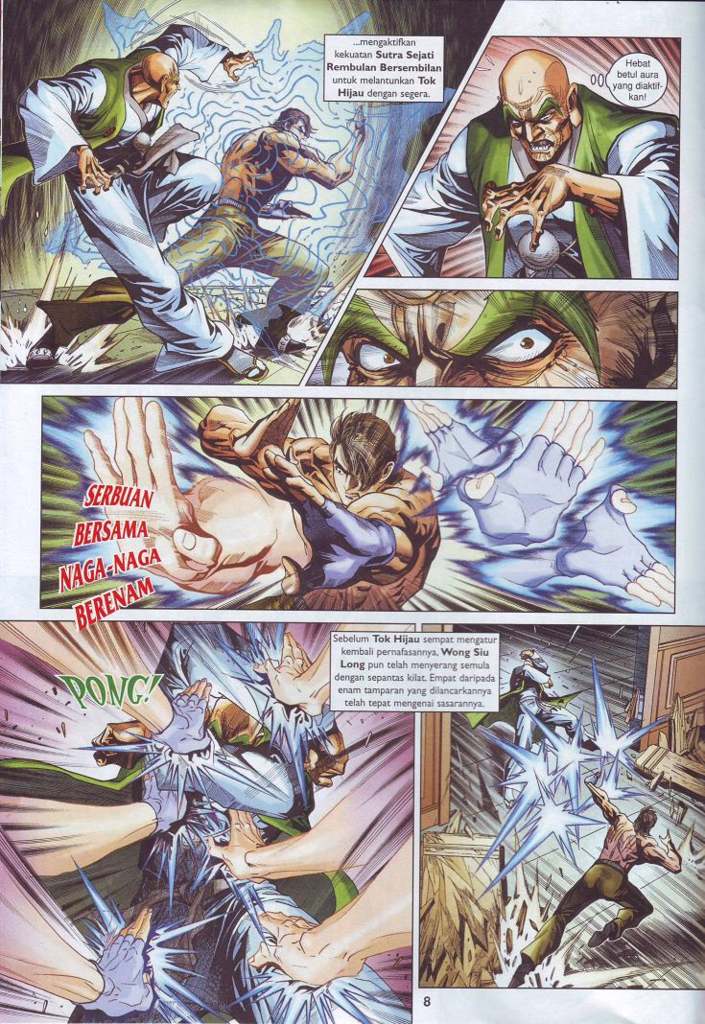 ...mengaktifkan
kekuatan Sutra Sejati
Rembulan Bersembilan
untuk melantunkan Tok
Hijau dengan segera.
Hebat
betul aura
yang diaktif-
kan!
SERBUAN
BERSAMA
NAGA-NAGA
BERENAM
PONG!
Sebelum Tok Hijau sempat mengatur
kembali pernafasannya, Wong Siu
Long pun telah menyerang semula
dengan sepantas kilat. Empat daripada
enam tamparan yang dilancarkannya
telah tepat mengenai sasarannya.
8